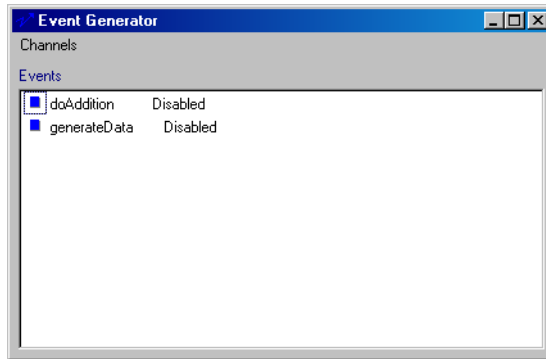 Event Generator
Channels
Events
doAddition Disabled
generateData Disabled